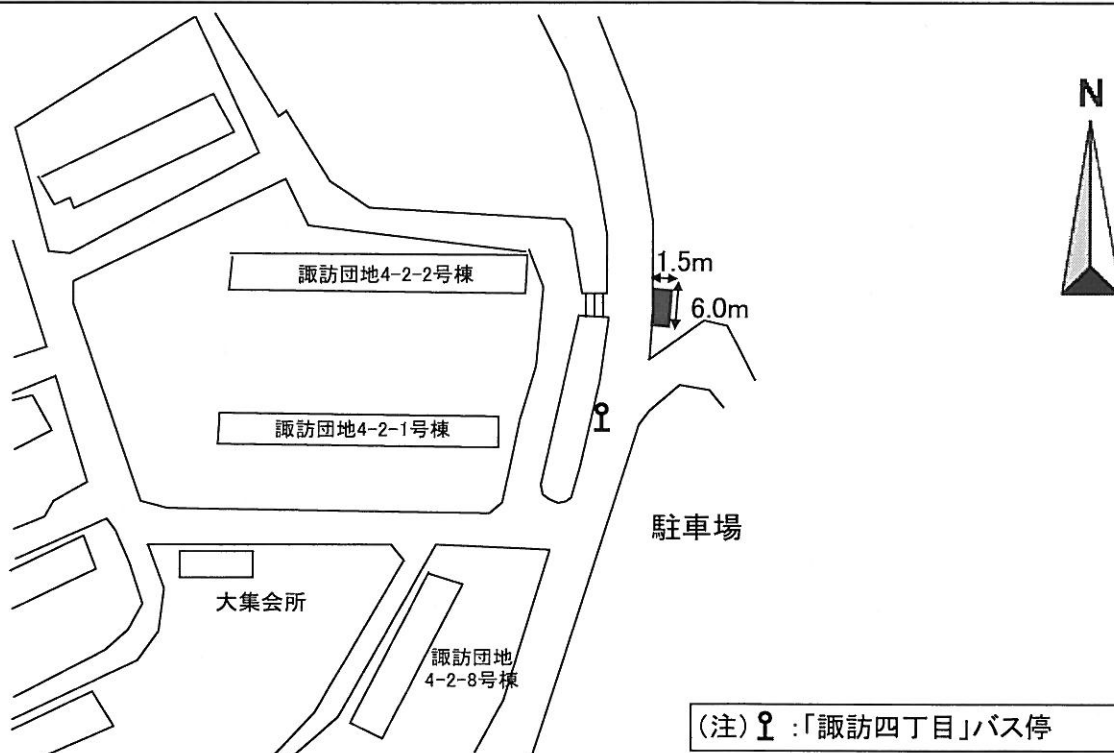 N
1.5m
諏訪団地4-2-2号棟
6.0m
諏訪団地4-2-1号棟
駐車場
大集会所
諏訪団地
4-2-8号棟
(注) :「諏訪四丁目」バス停